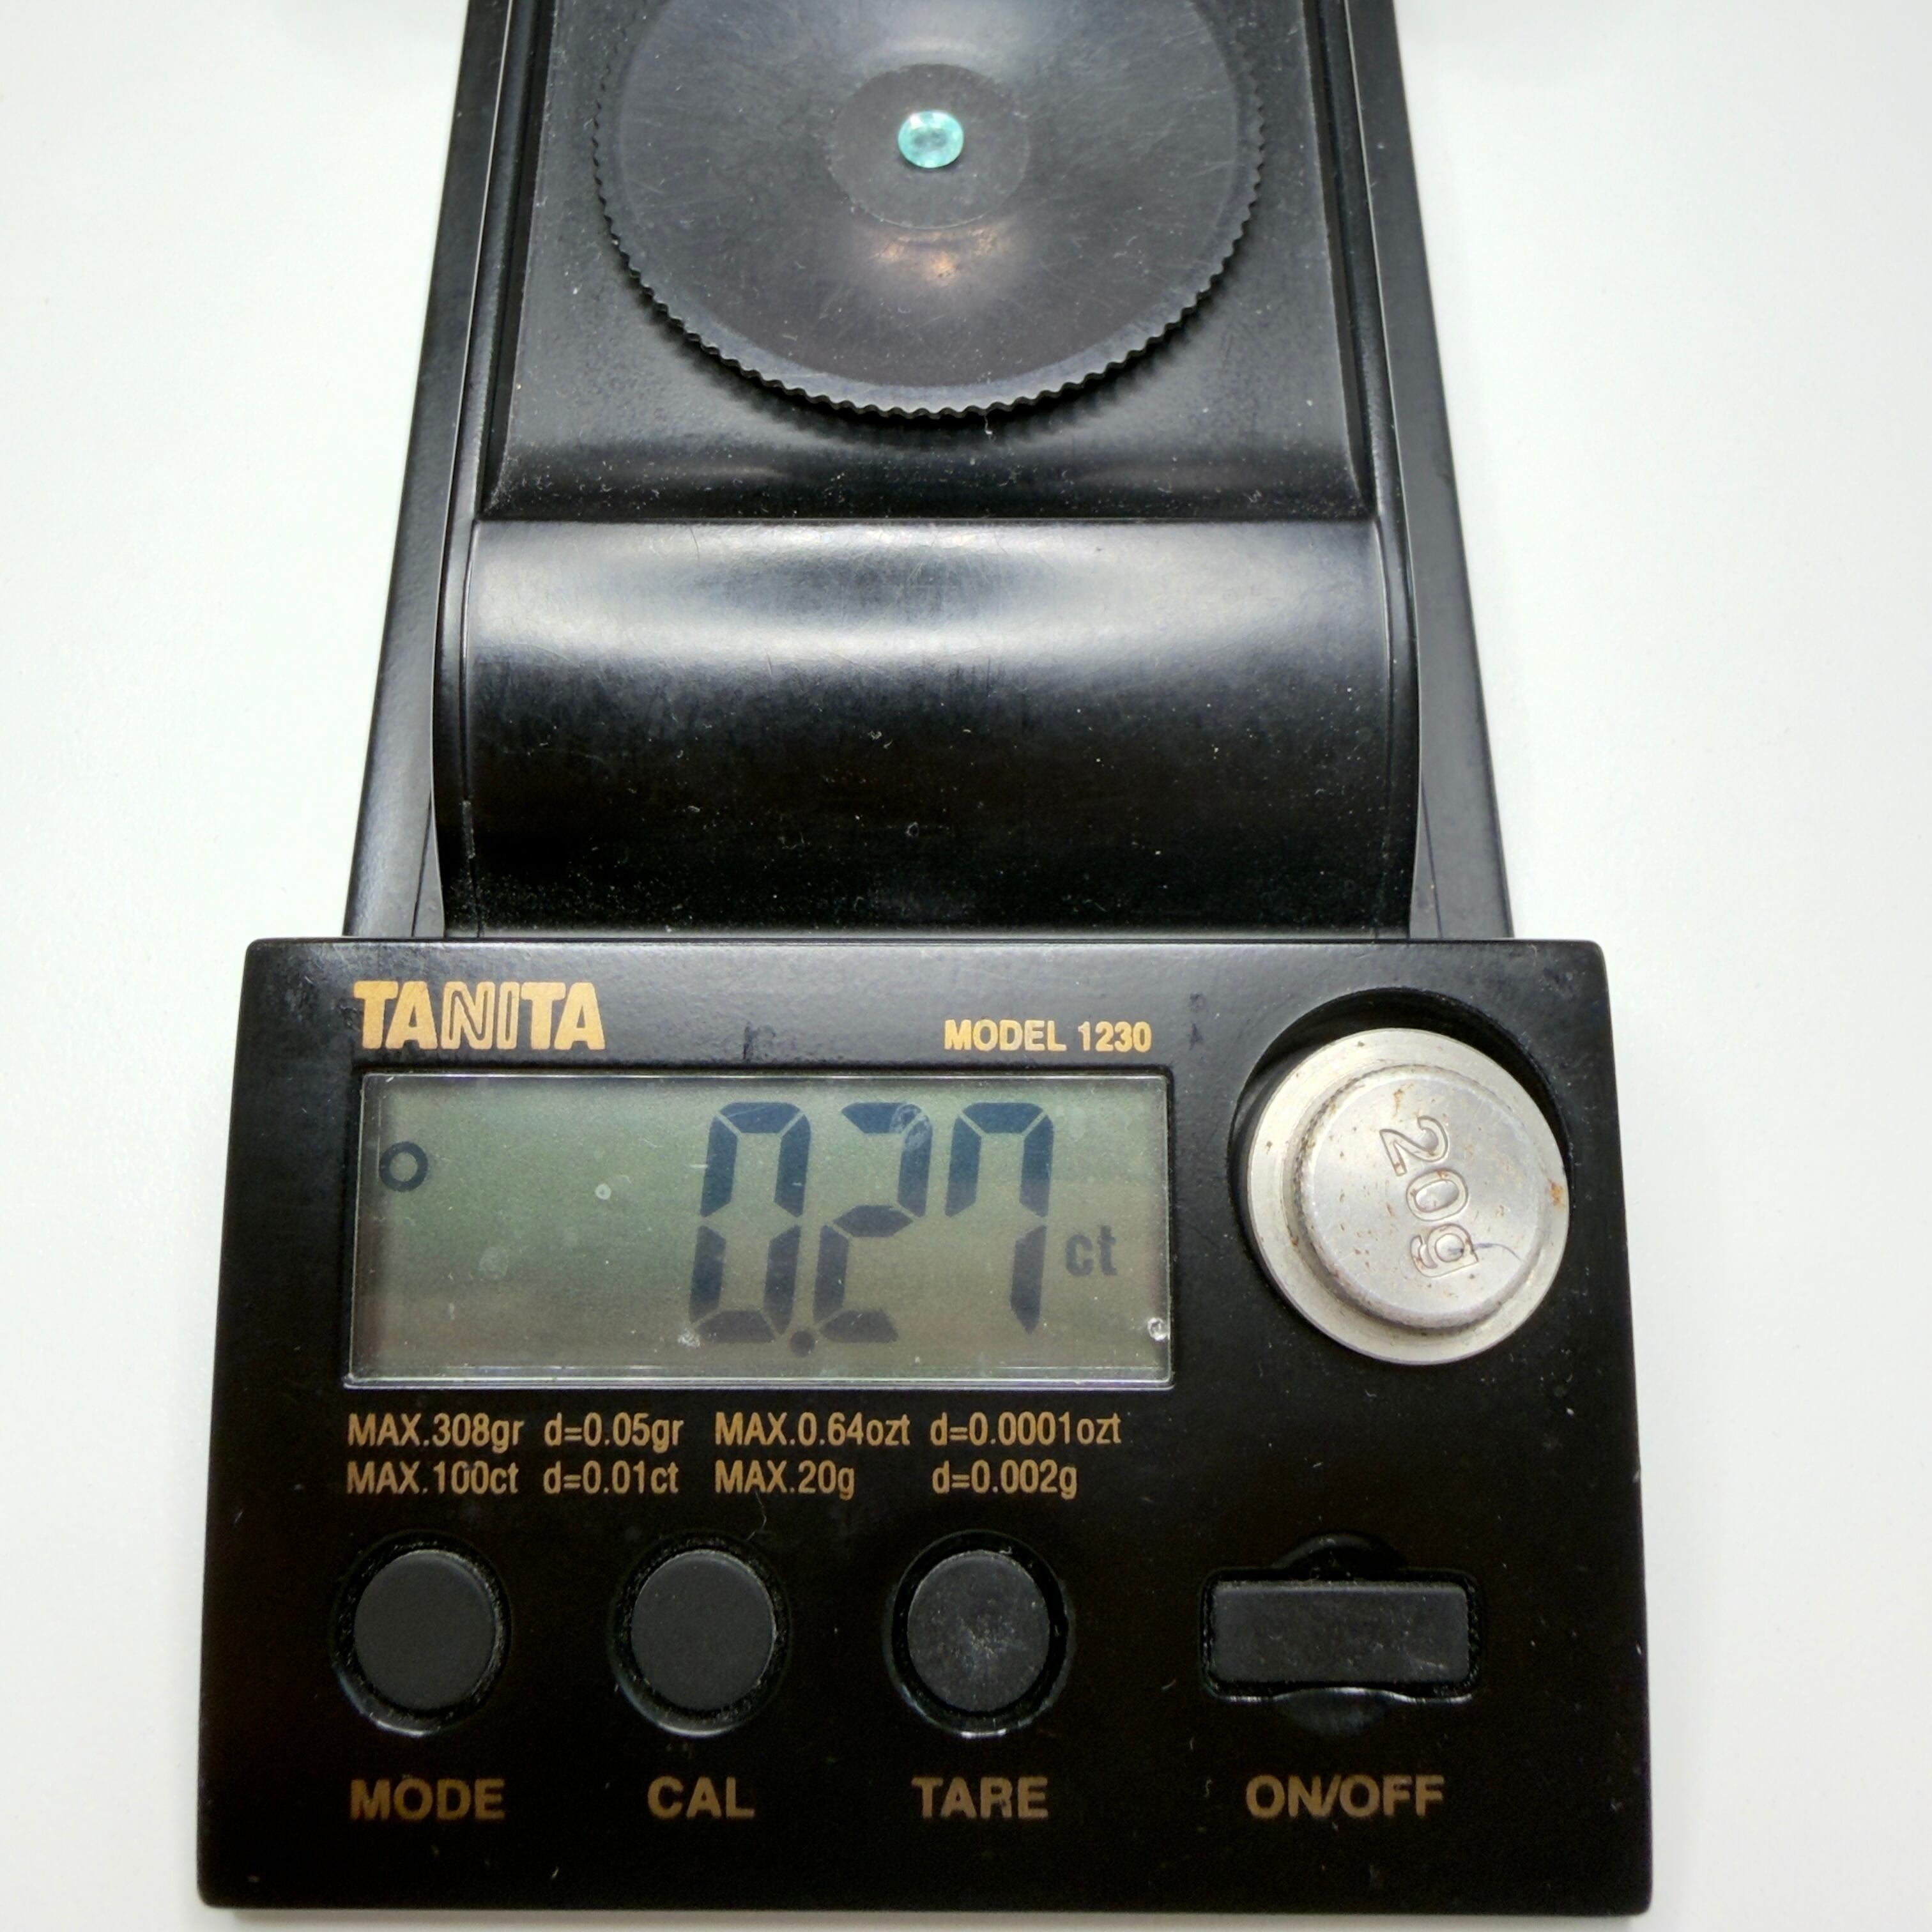 TANITA
MODEL 1230
0.27 ct
20g
MAX.308gr d=0.05gr MAX.0.64ozt d=0.0001ozt
MAX.100ct d=0.01ct MAX.20g d=0.002g
MODE CAL TARE ON/OFF